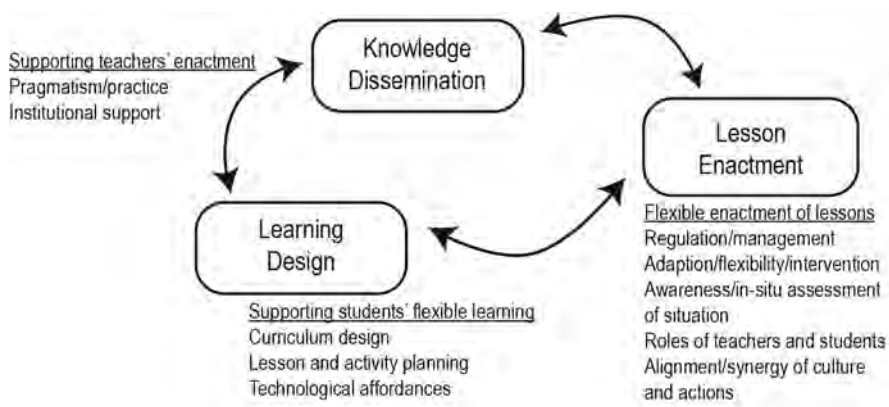 Knowledge
Dissemination
Supporting teachers' enactment
Pragmatism/practice
Institutional support
Lesson
Enactment
Flexible enactment of lessons
Regulation/management
Adaption/flexibility/intervention
Awareness/in-situ assessment
of situation
Roles of teachers and students
Alignment/synergy of culture
and actions
Learning
Design
Supporting students' flexible learning
Curriculum design
Lesson and activity planning
Technological affordances